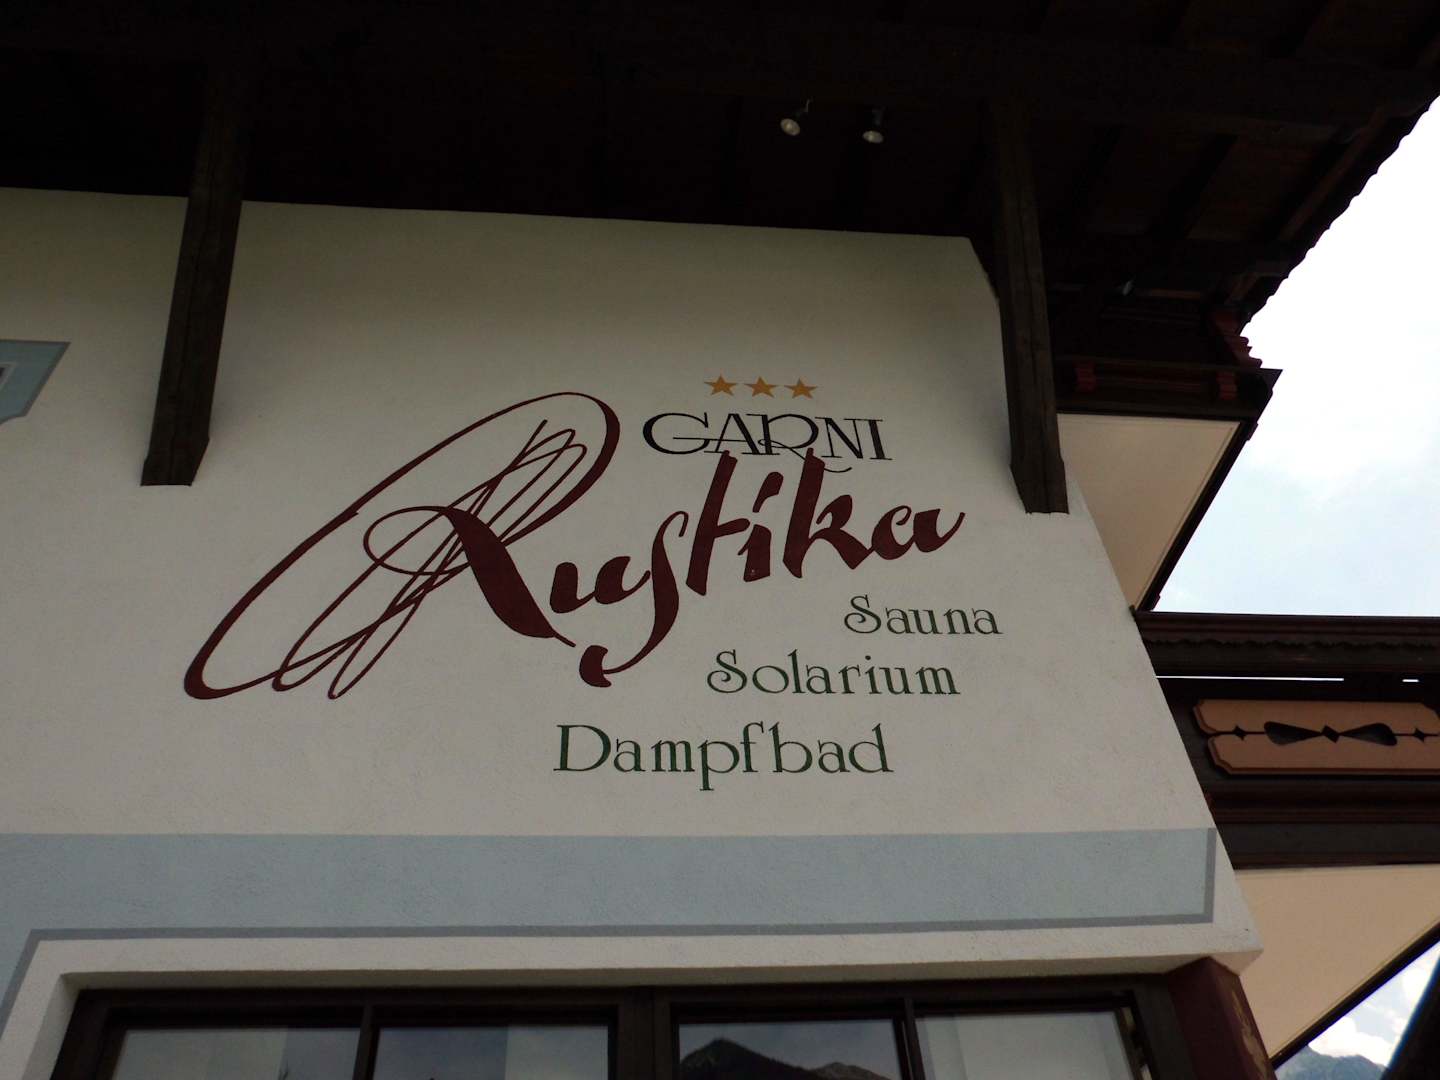 GARNI
Rustika
Sauna
Solarium
Dampfbad